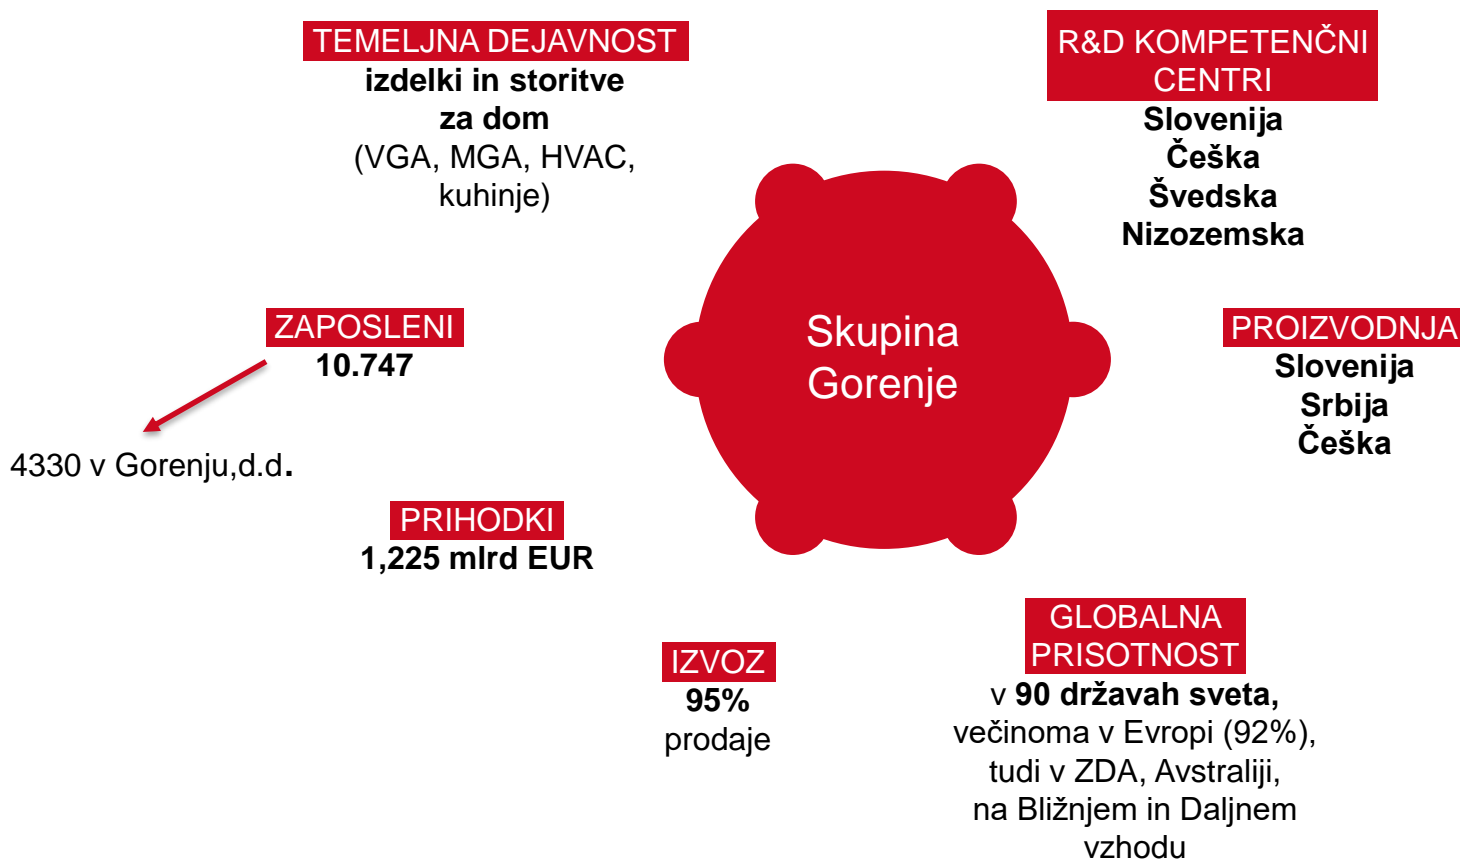 TEMELJNA DEJAVNOST
izdelki in storitve
za dom
(VGA, MGA, HVAC,
kuhinje)
R&D KOMPETENČNI
CENTRI
Slovenija
Češka
Švedska
Nizozemska
ZAPOSLENI
10.747
4330 v Gorenju,d.d.
Skupina
Gorenje
PROIZVODNJA
Slovenija
Srbija
Češka
PRIHODKI
1,225 mlrd EUR
IZVOZ
95%
prodaje
GLOBALNA
PRISOTNOST
v 90 državah sveta,
večinoma v Evropi (92%),
tudi v ZDA, Avstraliji,
na Bližnjem in Daljnem
vzhodu